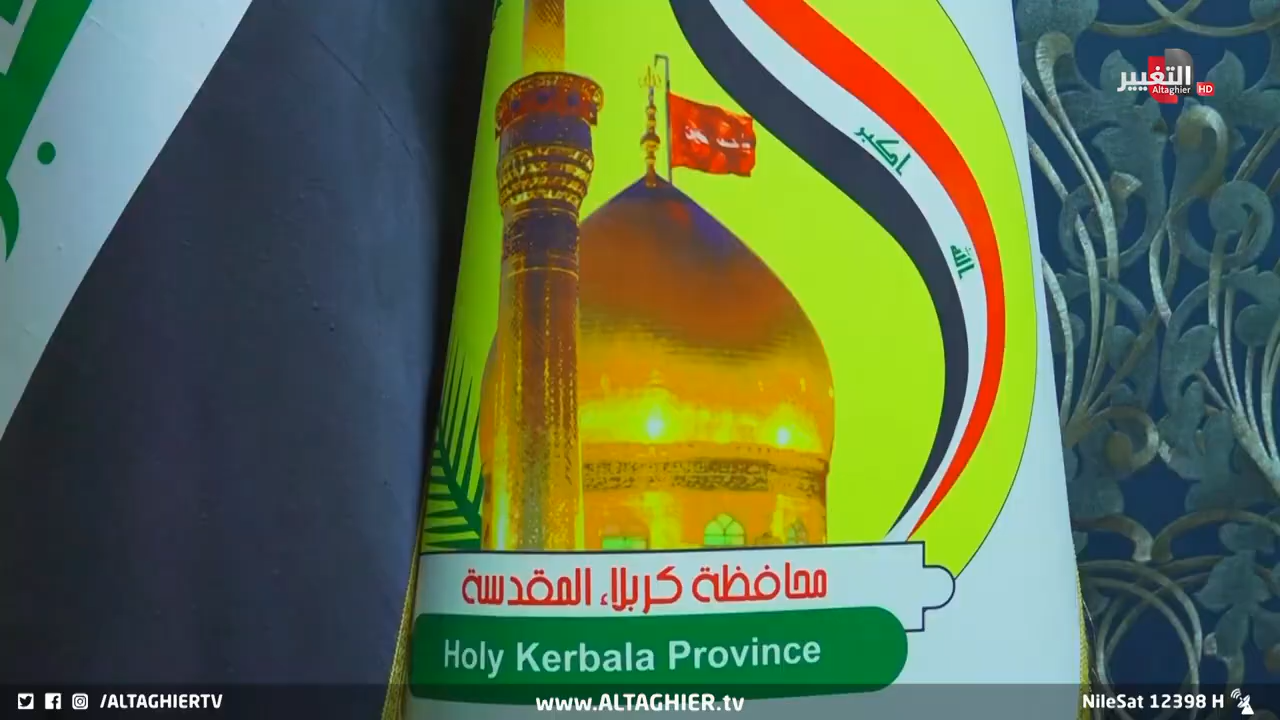 التغيير
Altaghier HD
اكبر
الله
محافظة كربلاء المقدسة
Holy Kerbala Province
/ALTAGHIERTV
www.ALTAGHIER.tv
NileSat 12398 H